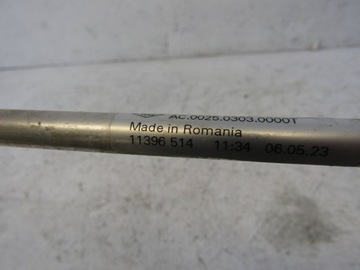 AC.0025.0303.00001
Made in Romania
11396 514 11:34 06.05.23